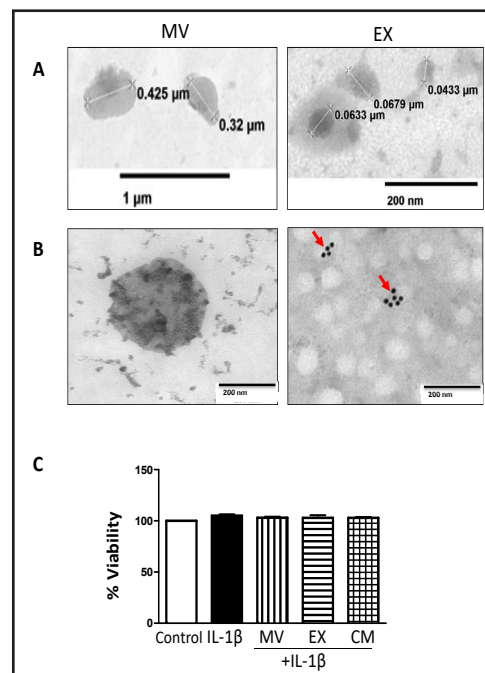 MV EX
A
0.425 µm
0.32 µm
1 µm
0.0433 µm
0.0679 µm
0.0633 µm
200 nm
B
200 nm
200 nm
C
% Viability
150
100
50
0
Control IL-1β MV EX CM
+IL-1β